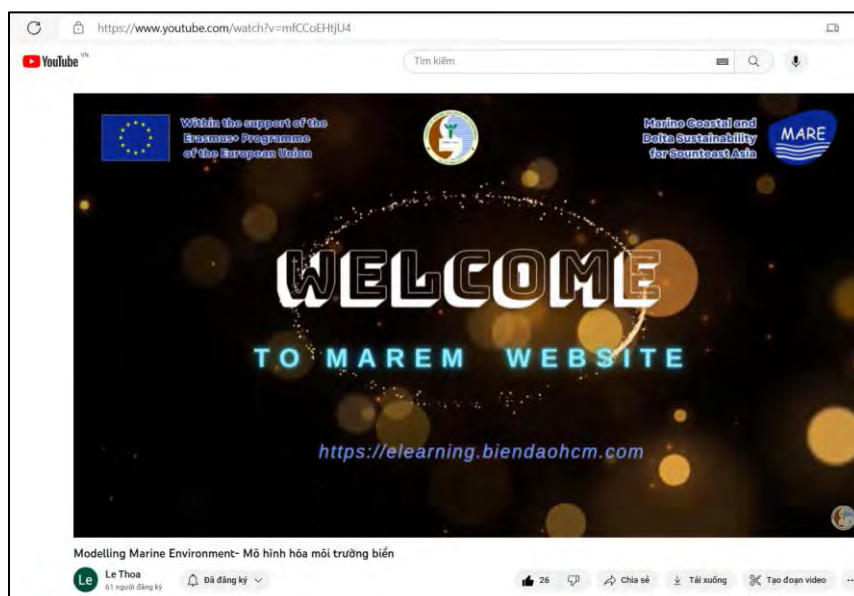 https://www.youtube.com/watch?v=mfCCoEHtjU4
YouTube VN
Tìm kiếm
Within the support of the
Erasmus+ Programme
of the European Union
Marine Coastal and
Delta Sustainability
for Sounteast Asia
MARE
WELCOME
TO MAREM WEBSITE
https://elearning.biendaohcm.com
Modelling Marine Environment- Mô hình hóa môi trường biển
Le
Le Thoa
61 người đăng ký
Đã đăng ký
26
Chia sẻ
Tải xuống
Tạo đoạn video